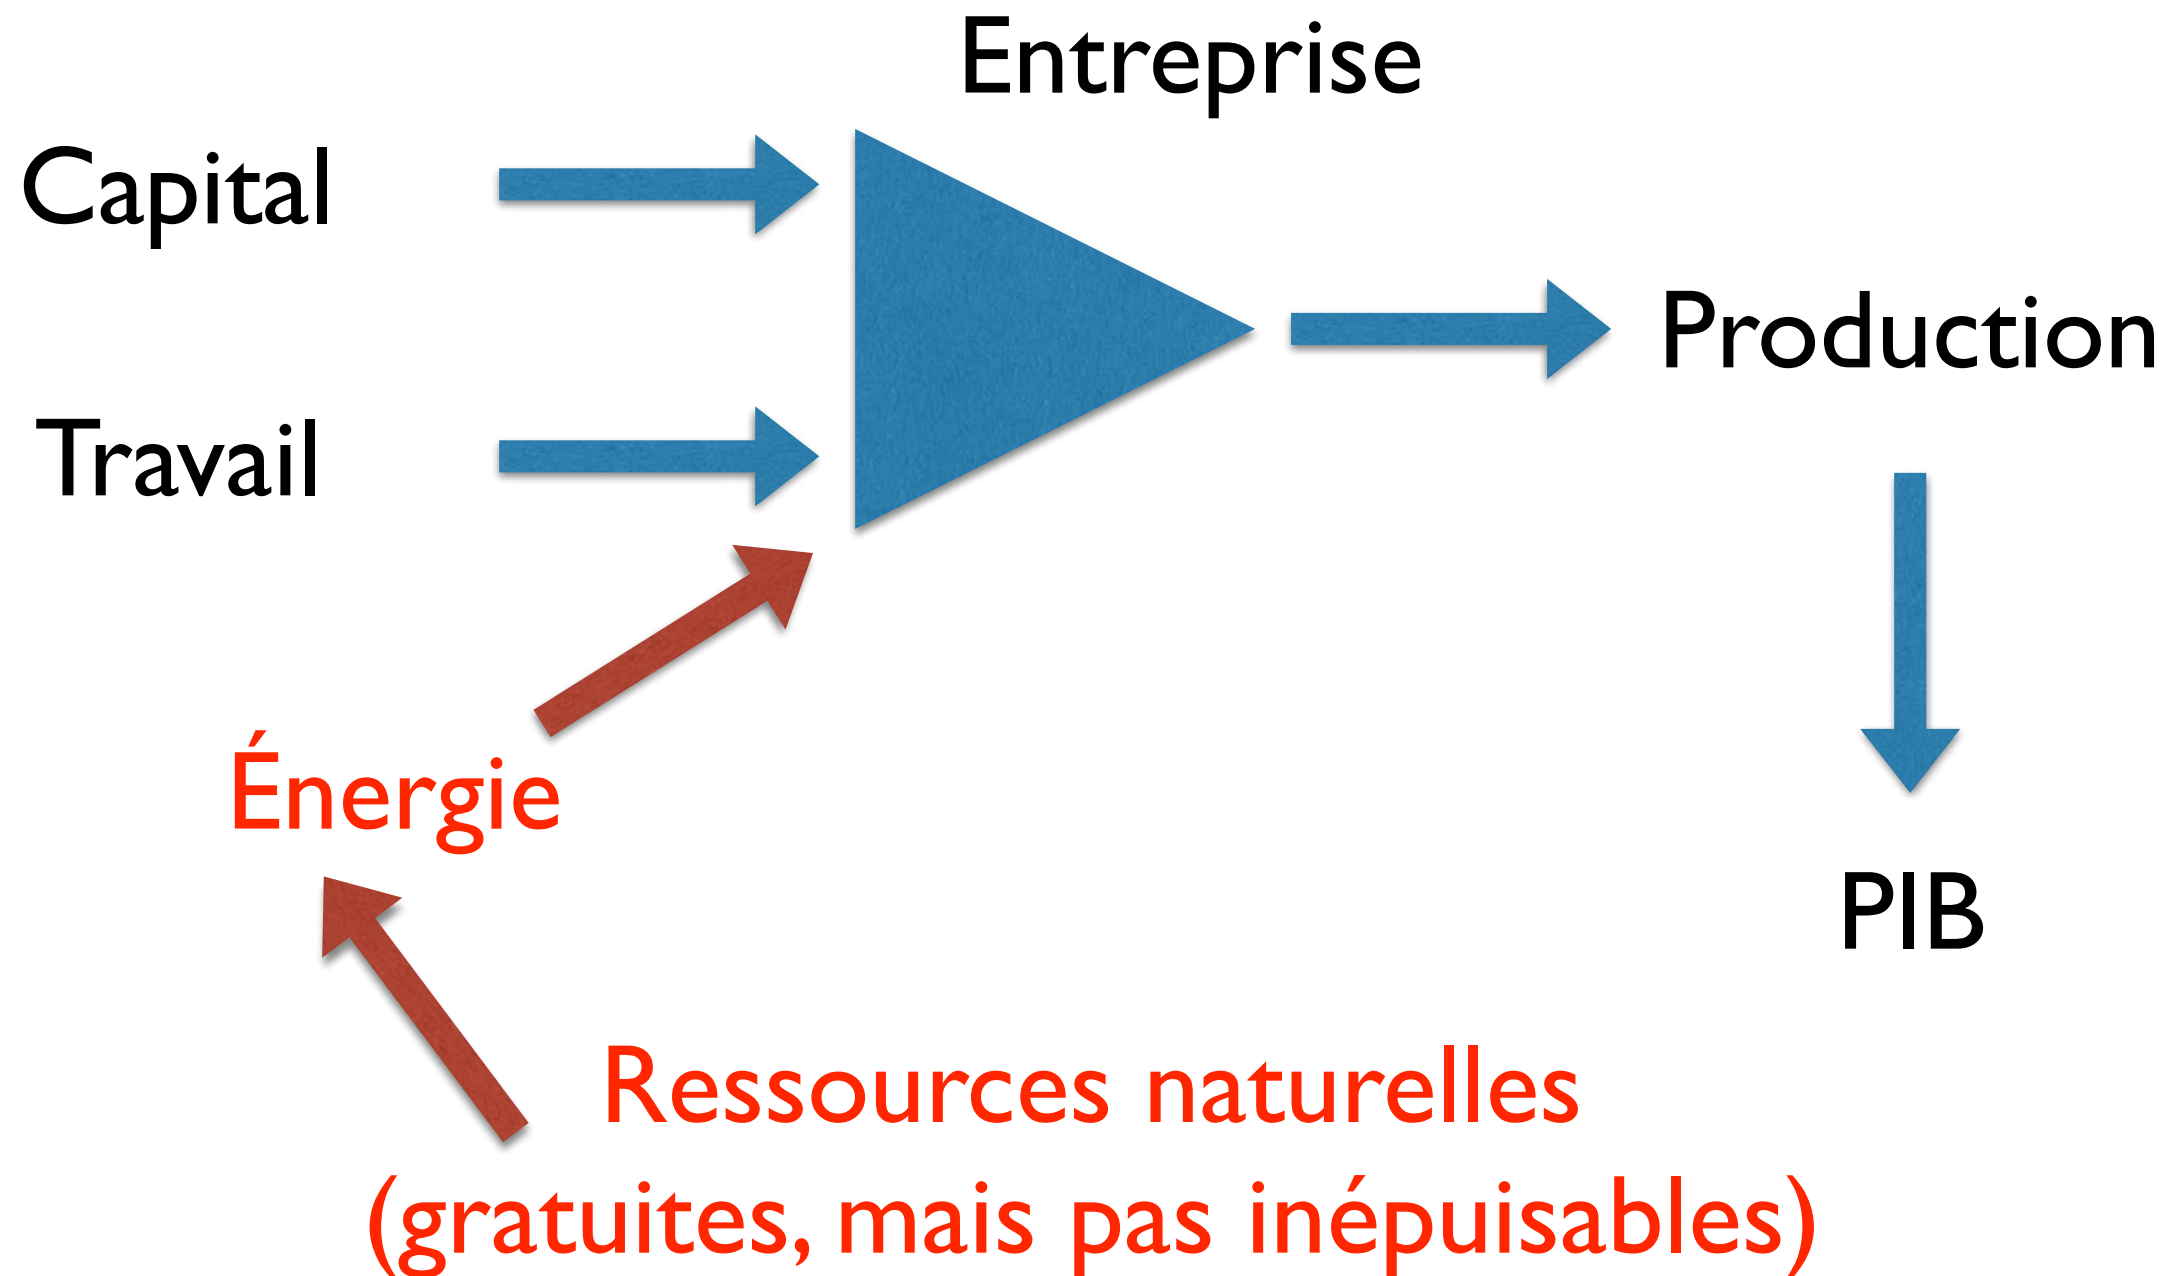 Entreprise
Capital
Production
Travail
Énergie
PIB
Ressources naturelles
(gratuites, mais pas inépuisables)